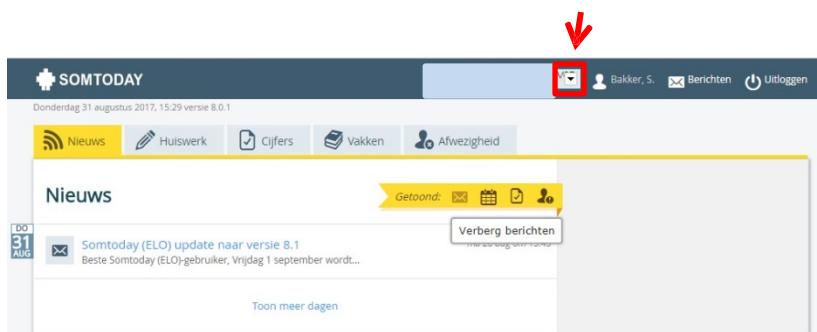 SOMTODAY
Bakker, S. Berichten Uitloggen
Donderdag 31 augustus 2017, 15:29 versie 8.0.1
Nieuws Huiswerk Cijfers Vakken Afwezigheid
Nieuws
Getoond:
Verberg berichten
DO
31
AUG
Somtoday (ELO) update naar versie 8.1
Beste Somtoday (ELO)-gebruiker, Vrijdag 1 september wordt...
Toon meer dagen